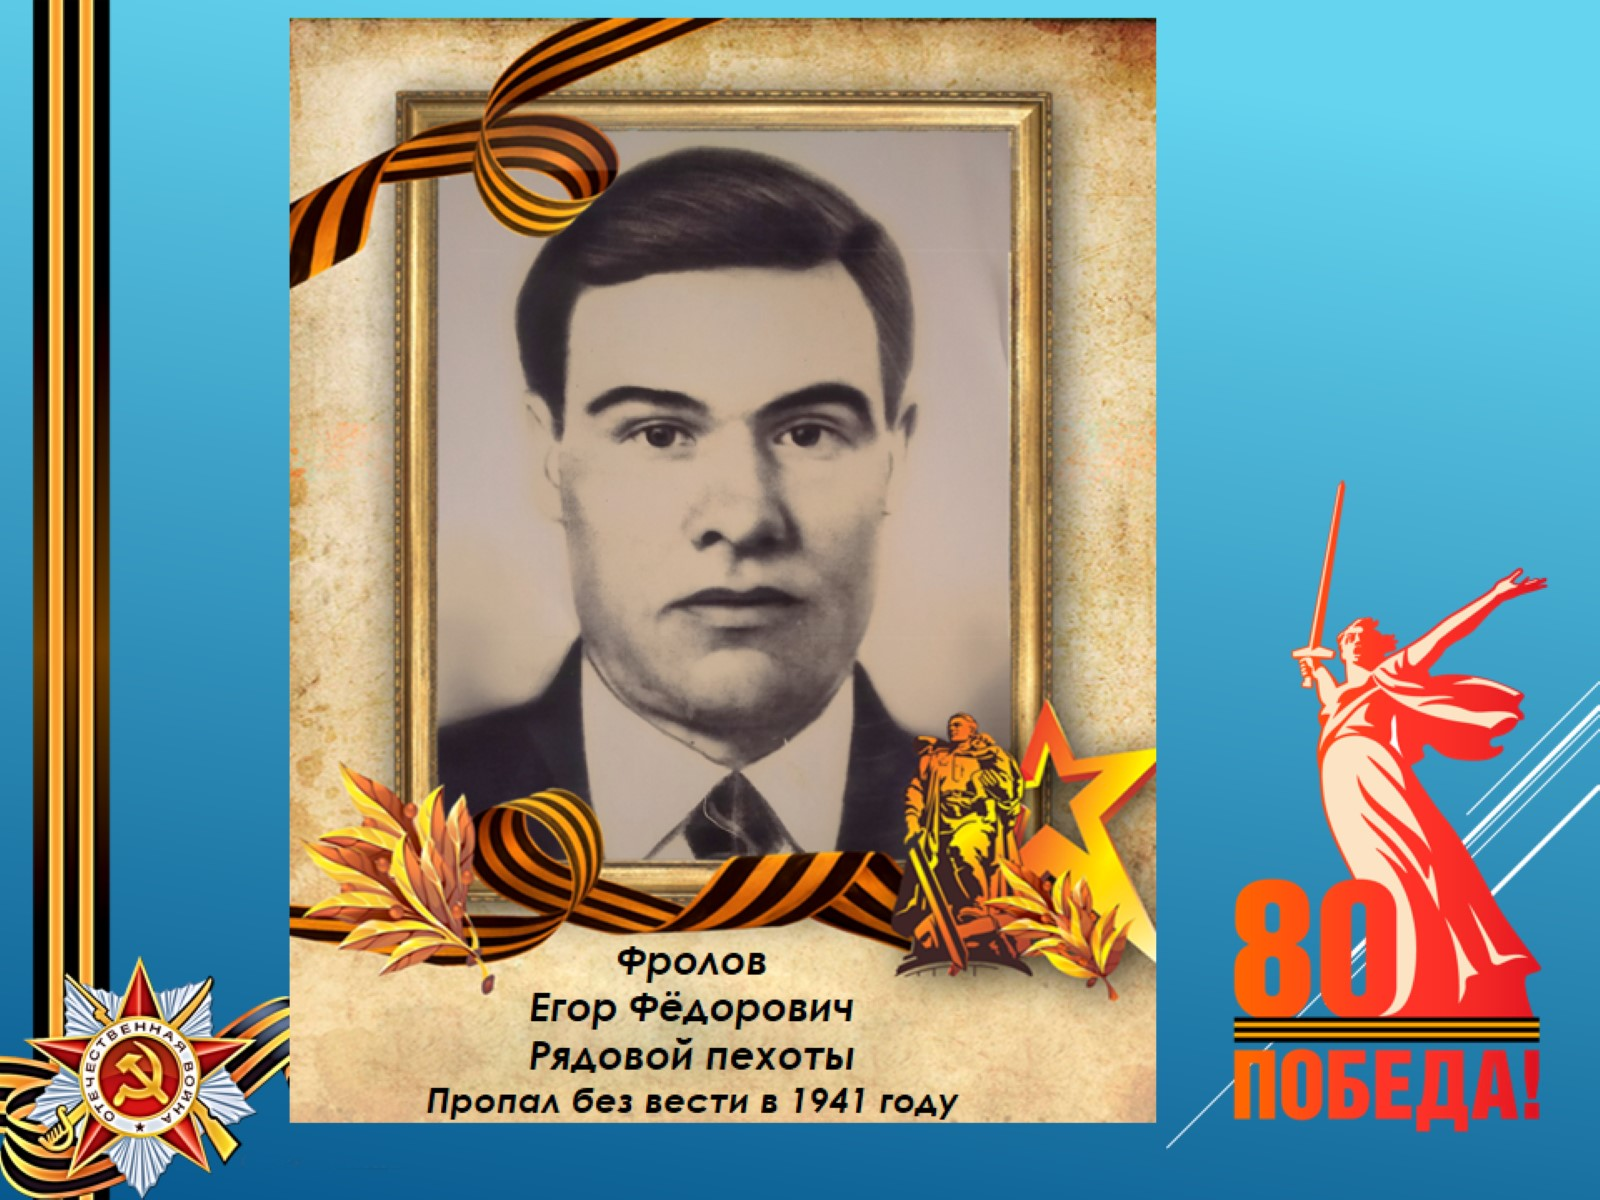 Фролов
Егор Фёдорович
Рядовой пехоты
Пропал без вести в 1941 году
ОТЕЧЕСТВЕННАЯ ВОЙНА
80
ПОБЕДА!